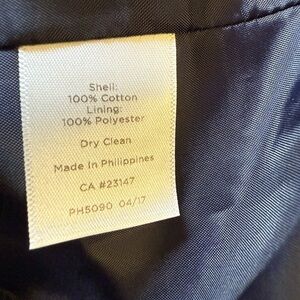 Shell:
100% Cotton
Lining:
100% Polyester
Dry Clean
Made In Philippines
CA #23147
PH5090 04/17